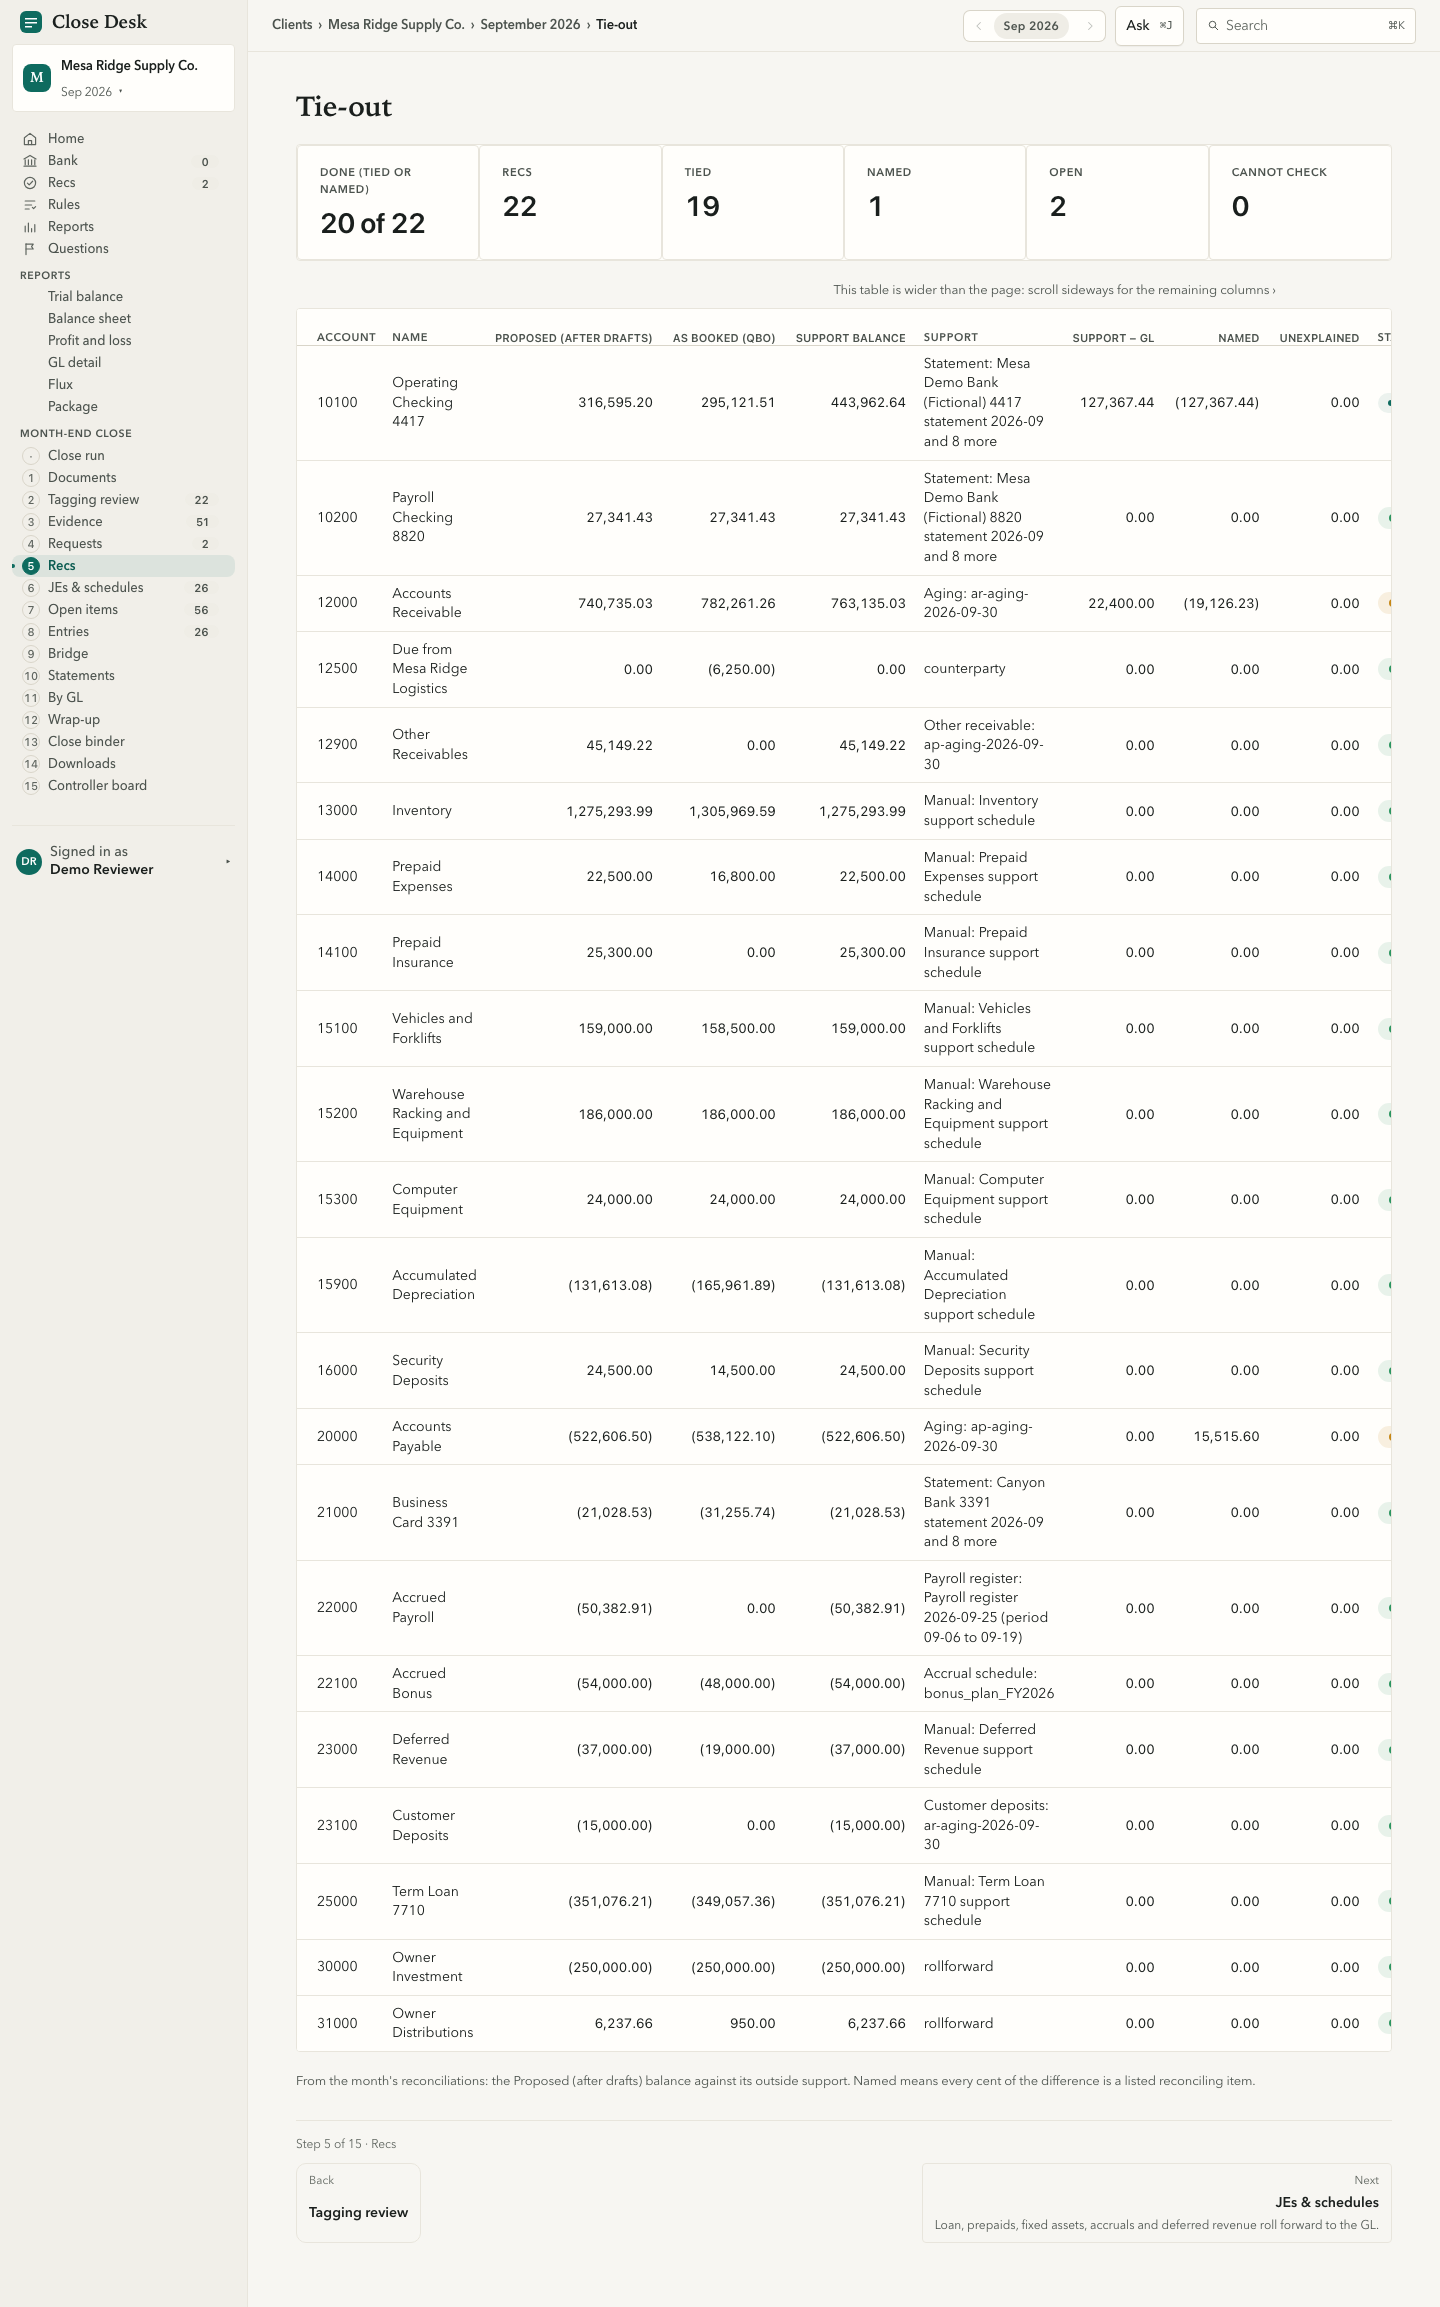 Close Desk
M
Mesa Ridge Supply Co.
Sep 2026
Home
Bank 0
Recs 2
Rules
Reports
Questions
REPORTS
Trial balance
Balance sheet
Profit and loss
GL detail
Flux
Package
MONTH-END CLOSE
· Close run
1 Documents
2 Tagging review 22
3 Evidence 51
4 Requests 2
5 Recs
6 JEs & schedules 26
7 Open items 56
8 Entries 26
9 Bridge
10 Statements
11 By GL
12 Wrap-up
13 Close binder
14 Downloads
15 Controller board
DR
Signed in as
Demo Reviewer
Clients › Mesa Ridge Supply Co. › September 2026 › Tie-out
‹ Sep 2026 ›
Ask ⌘J
Search ⌘K
Tie-out
DONE (TIED OR
NAMED)
20 of 22
RECS
22
TIED
19
NAMED
1
OPEN
2
CANNOT CHECK
0
This table is wider than the page: scroll sideways for the remaining columns ›
ACCOUNT NAME PROPOSED (AFTER DRAFTS) AS BOOKED (QBO) SUPPORT BALANCE SUPPORT SUPPORT – GL NAMED UNEXPLAINED ST
10100
Operating
Checking
4417
316,595.20 295,121.51 443,962.64
Statement: Mesa
Demo Bank
(Fictional) 4417
statement 2026-09
and 8 more
127,367.44 (127,367.44) 0.00
10200
Payroll
Checking
8820
27,341.43 27,341.43 27,341.43
Statement: Mesa
Demo Bank
(Fictional) 8820
statement 2026-09
and 8 more
0.00 0.00 0.00
12000
Accounts
Receivable
740,735.03 782,261.26 763,135.03
Aging: ar-aging-
2026-09-30
22,400.00 (19,126.23) 0.00
12500
Due from
Mesa Ridge
Logistics
0.00 (6,250.00) 0.00
counterparty
0.00 0.00 0.00
12900
Other
Receivables
45,149.22 0.00 45,149.22
Other receivable:
ap-aging-2026-09-
30
0.00 0.00 0.00
13000
Inventory
1,275,293.99 1,305,969.59 1,275,293.99
Manual: Inventory
support schedule
0.00 0.00 0.00
14000
Prepaid
Expenses
22,500.00 16,800.00 22,500.00
Manual: Prepaid
Expenses support
schedule
0.00 0.00 0.00
14100
Prepaid
Insurance
25,300.00 0.00 25,300.00
Manual: Prepaid
Insurance support
schedule
0.00 0.00 0.00
15100
Vehicles and
Forklifts
159,000.00 158,500.00 159,000.00
Manual: Vehicles
and Forklifts
support schedule
0.00 0.00 0.00
15200
Warehouse
Racking and
Equipment
186,000.00 186,000.00 186,000.00
Manual: Warehouse
Racking and
Equipment support
schedule
0.00 0.00 0.00
15300
Computer
Equipment
24,000.00 24,000.00 24,000.00
Manual: Computer
Equipment support
schedule
0.00 0.00 0.00
15900
Accumulated
Depreciation
(131,613.08) (165,961.89) (131,613.08)
Manual:
Accumulated
Depreciation
support schedule
0.00 0.00 0.00
16000
Security
Deposits
24,500.00 14,500.00 24,500.00
Manual: Security
Deposits support
schedule
0.00 0.00 0.00
20000
Accounts
Payable
(522,606.50) (538,122.10) (522,606.50)
Aging: ap-aging-
2026-09-30
0.00 15,515.60 0.00
21000
Business
Card 3391
(21,028.53) (31,255.74) (21,028.53)
Statement: Canyon
Bank 3391
statement 2026-09
and 8 more
0.00 0.00 0.00
22000
Accrued
Payroll
(50,382.91) 0.00 (50,382.91)
Payroll register:
Payroll register
2026-09-25 (period
09-06 to 09-19)
0.00 0.00 0.00
22100
Accrued
Bonus
(54,000.00) (48,000.00) (54,000.00)
Accrual schedule:
bonus_plan_FY2026
0.00 0.00 0.00
23000
Deferred
Revenue
(37,000.00) (19,000.00) (37,000.00)
Manual: Deferred
Revenue support
schedule
0.00 0.00 0.00
23100
Customer
Deposits
(15,000.00) 0.00 (15,000.00)
Customer deposits:
ar-aging-2026-09-
30
0.00 0.00 0.00
25000
Term Loan
7710
(351,076.21) (349,057.36) (351,076.21)
Manual: Term Loan
7710 support
schedule
0.00 0.00 0.00
30000
Owner
Investment
(250,000.00) (250,000.00) (250,000.00)
rollforward
0.00 0.00 0.00
31000
Owner
Distributions
6,237.66 950.00 6,237.66
rollforward
0.00 0.00 0.00
From the month's reconciliations: the Proposed (after drafts) balance against its outside support. Named means every cent of the difference is a listed reconciling item.
Step 5 of 15 · Recs
Back
Tagging review
Next
JEs & schedules
Loan, prepaids, fixed assets, accruals and deferred revenue roll forward to the GL.